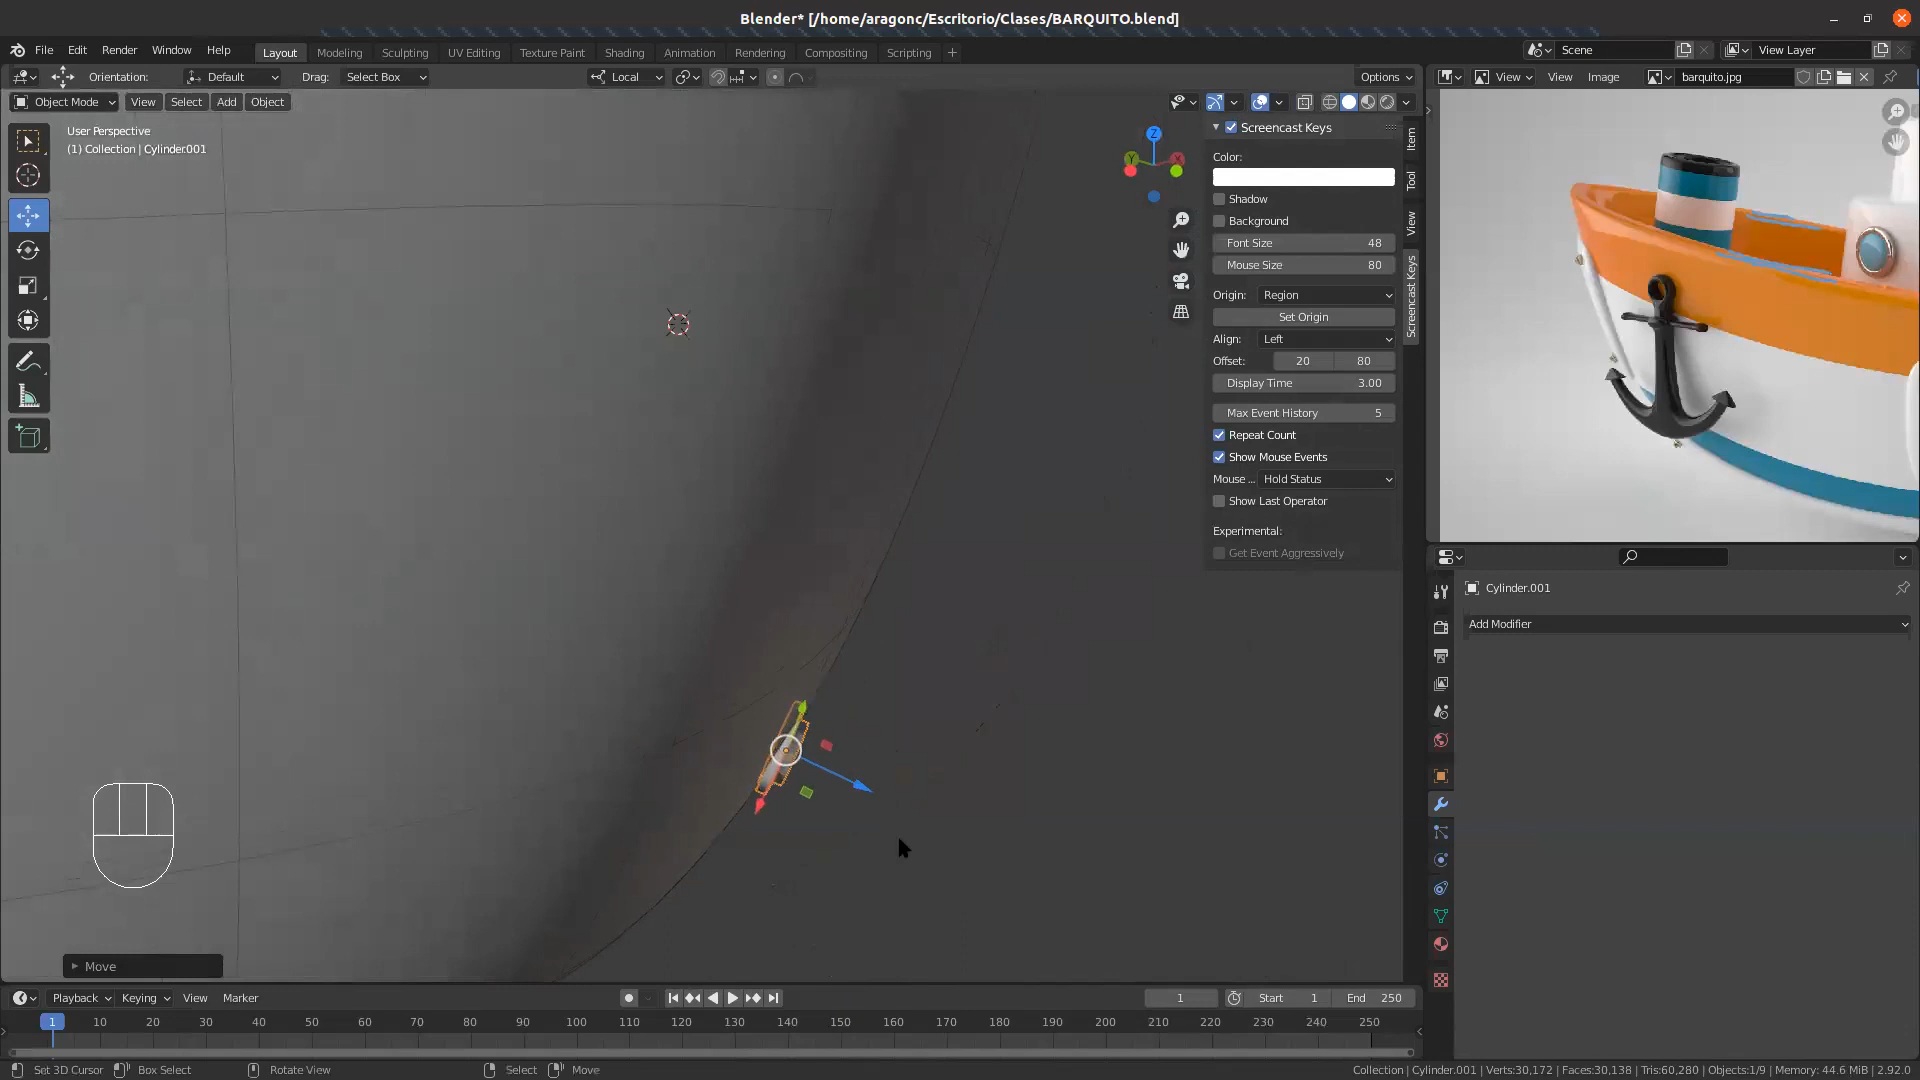 Blender* [/home/aragonc/Escritorio/Clases/BARQUITO.blend]
File Edit Render Window Help
Layout Modeling Sculpting UV Editing Texture Paint Shading Animation Rendering Compositing Scripting
Scene
View Layer
Orientation: Default Drag: Select Box
Local
Options
View View Image barquito.jpg
Object Mode View Select Add Object
User Perspective
(1) Collection | Cylinder.001
Z
Y
X
Screencast Keys
Color:
Shadow
Background
Font Size 48
Mouse Size 80
Origin: Region
Set Origin
Align: Left
Offset: 20 80
Display Time 3.00
Max Event History 5
Repeat Count
Show Mouse Events
Mouse ... Hold Status
Show Last Operator
Experimental:
Get Event Aggressively
Item
Tool
View
Screencast Keys
Cylinder.001
Add Modifier
Move
Playback Keying View Marker
1
Start 1 End 250
1 10 20 30 40 50 60 70 80 90 100 110 120 130 140 150 160 170 180 190 200 210 220 230 240 250
Set 3D Cursor Box Select Rotate View Select Move
Collection | Cylinder.001 | Verts:30,172 | Faces:30,138 | Tris:60,280 | Objects:1/9 | Memory: 44.6 MiB | 2.92.0